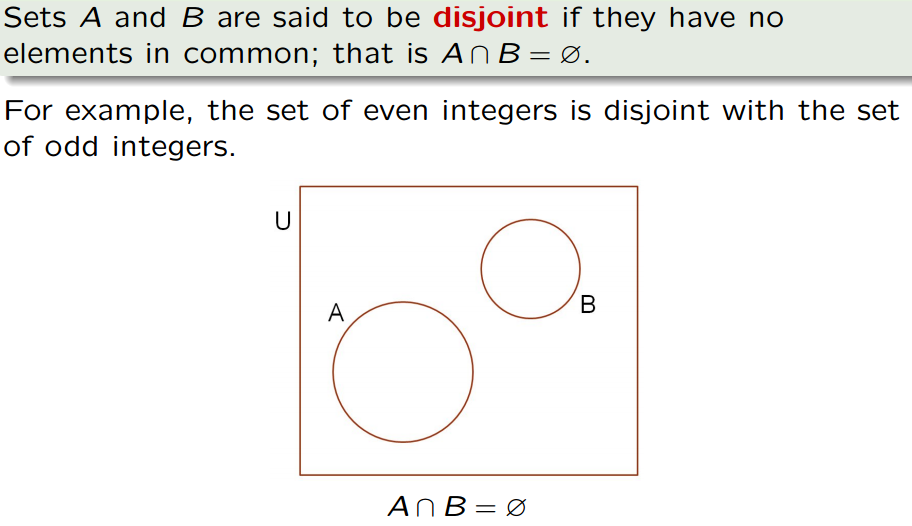 Sets A and B are said to be disjoint if they have no
elements in common; that is A ∩ B = ∅.
For example, the set of even integers is disjoint with the set
of odd integers.
U
A
B
A ∩ B = ∅